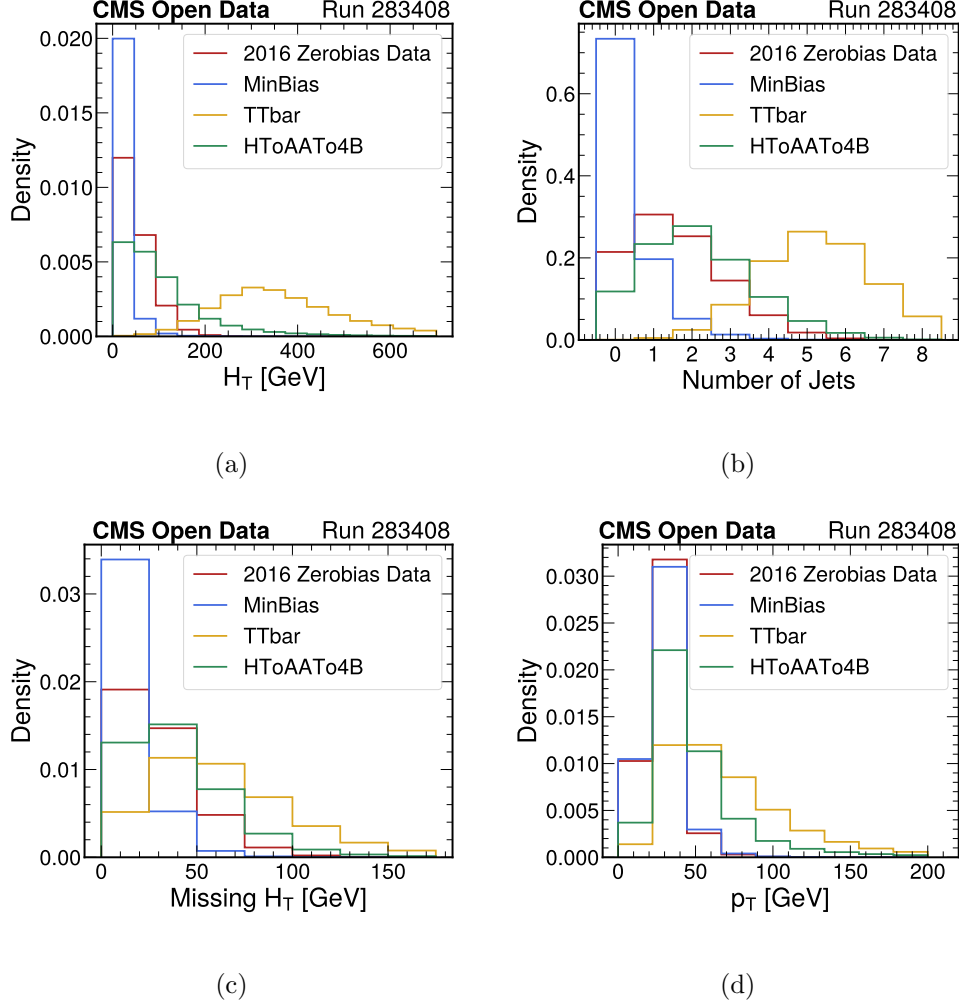 CMS Open Data Run 283408
2016 Zerobias Data
MinBias
TTbar
HToAATo4B
Density
0.020
0.015
0.010
0.005
0.000
0 200 400 600
H_T [GeV]
(a)
CMS Open Data Run 283408
2016 Zerobias Data
MinBias
TTbar
HToAATo4B
Density
0.6
0.4
0.2
0.0
0 1 2 3 4 5 6 7 8
Number of Jets
(b)
CMS Open Data Run 283408
2016 Zerobias Data
MinBias
TTbar
HToAATo4B
Density
0.03
0.02
0.01
0.00
0 50 100 150
Missing H_T [GeV]
(c)
CMS Open Data Run 283408
2016 Zerobias Data
MinBias
TTbar
HToAATo4B
Density
0.030
0.025
0.020
0.015
0.010
0.005
0.000
0 50 100 150 200
p_T [GeV]
(d)